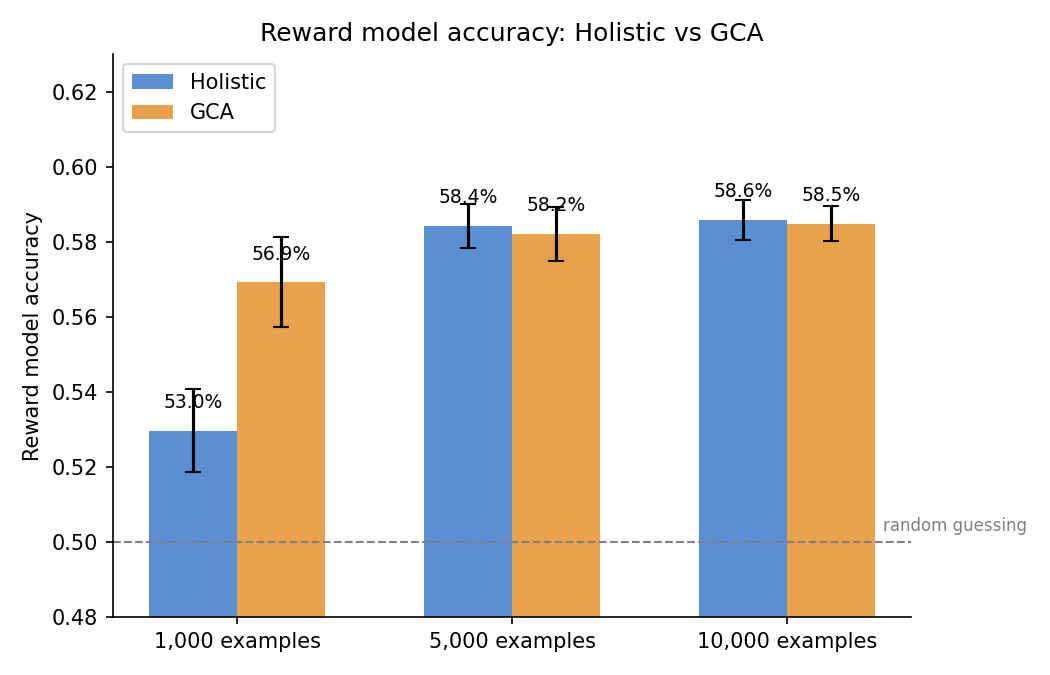 Reward model accuracy: Holistic vs GCA
Holistic
GCA
Reward model accuracy
0.62
0.60
0.58
0.56
0.54
0.52
0.50
0.48
53.0%
56.9%
58.4%
58.2%
58.6%
58.5%
random guessing
1,000 examples
5,000 examples
10,000 examples